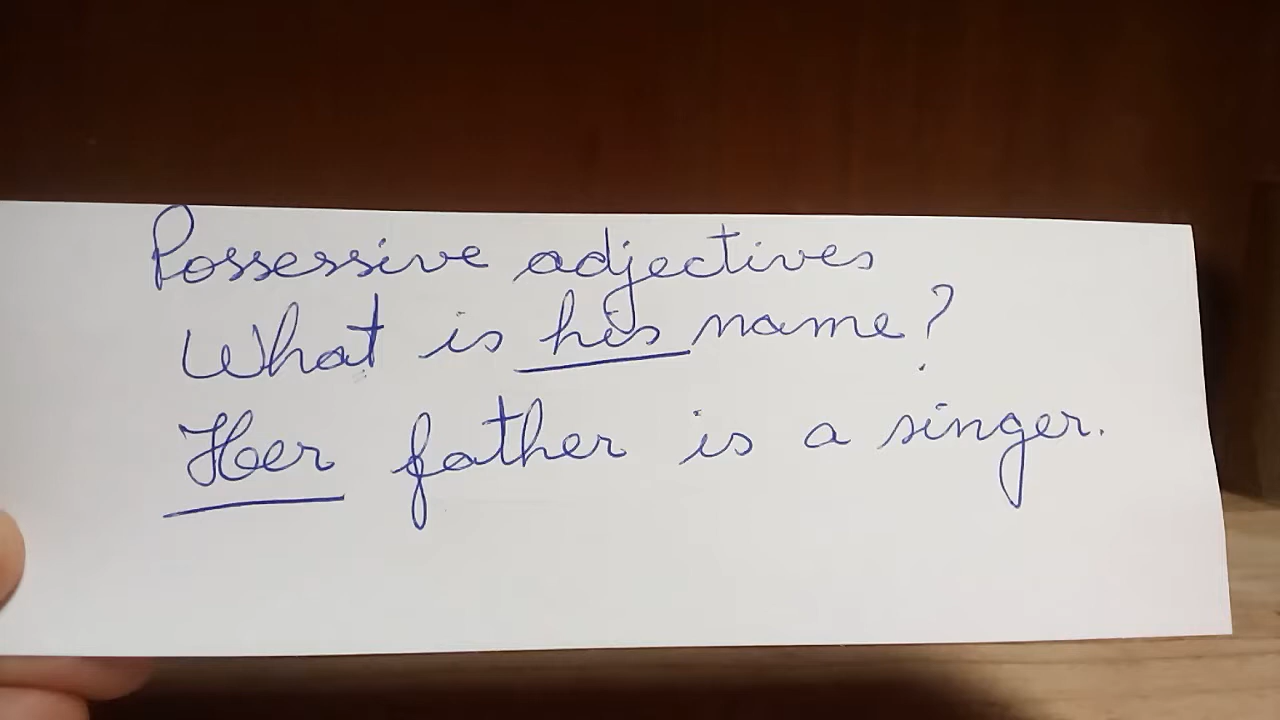 Possessive adjectives
What is his name?
Her father is a singer.